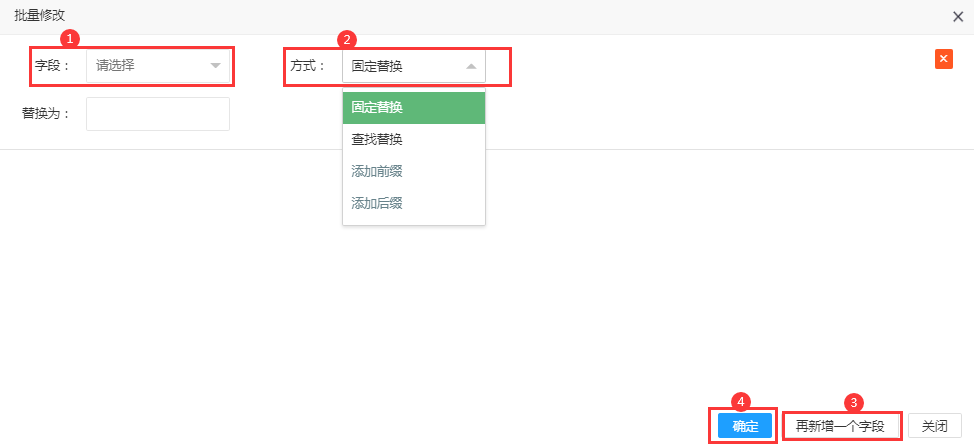 批量修改
1
2
字段： 请选择 方式： 固定替换
替换为： 固定替换
查找替换
添加前缀
添加后缀
4 3
确定 再新增一个字段 关闭